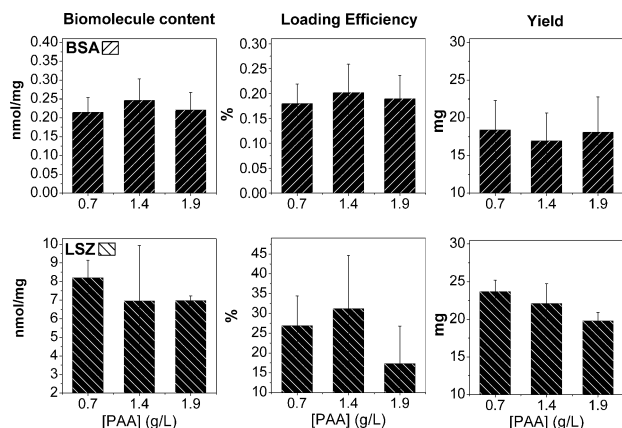 Biomolecule content Loading Efficiency Yield
BSA
nmol/mg
0.40
0.35
0.30
0.25
0.20
0.15
0.10
0.05
0.00
0.7 1.4 1.9
%
0.30
0.25
0.20
0.15
0.10
0.05
0.00
0.7 1.4 1.9
mg
30
25
20
15
10
0.7 1.4 1.9
LSZ
nmol/mg
10
9
8
7
6
5
4
3
2
0.7 1.4 1.9
[PAA] (g/L)
%
45
40
35
30
25
20
15
10
0.7 1.4 1.9
[PAA] (g/L)
mg
30
25
20
15
10
0.7 1.4 1.9
[PAA] (g/L)